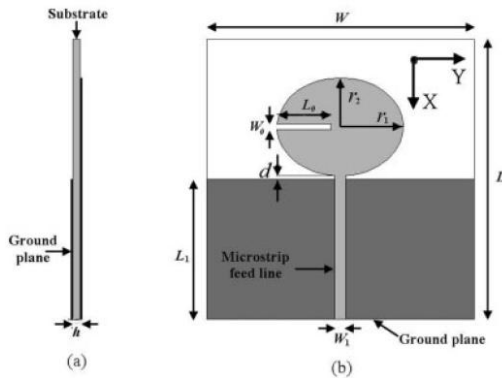 Substrate
Ground
plane
h
(a)
W
Y
X
L₀
r₂
r₁
W₀
d
L
L₁
Microstrip
feed line
W₁
Ground plane
(b)